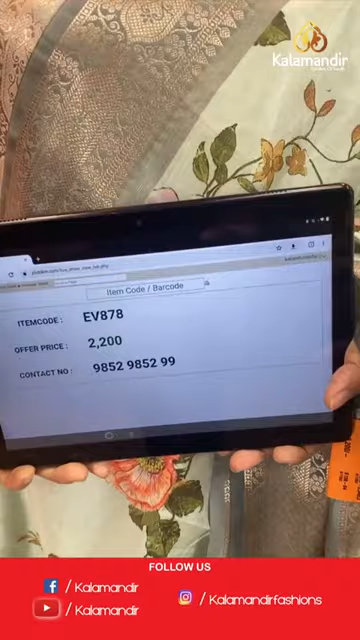 Kalamandir
Item Code / Barcode
ITEMCODE : EV878
OFFER PRICE : 2,200
CONTACT NO : 9852 9852 99
FOLLOW US
/ Kalamandir
/ Kalamandir
/ Kalamandirfashions